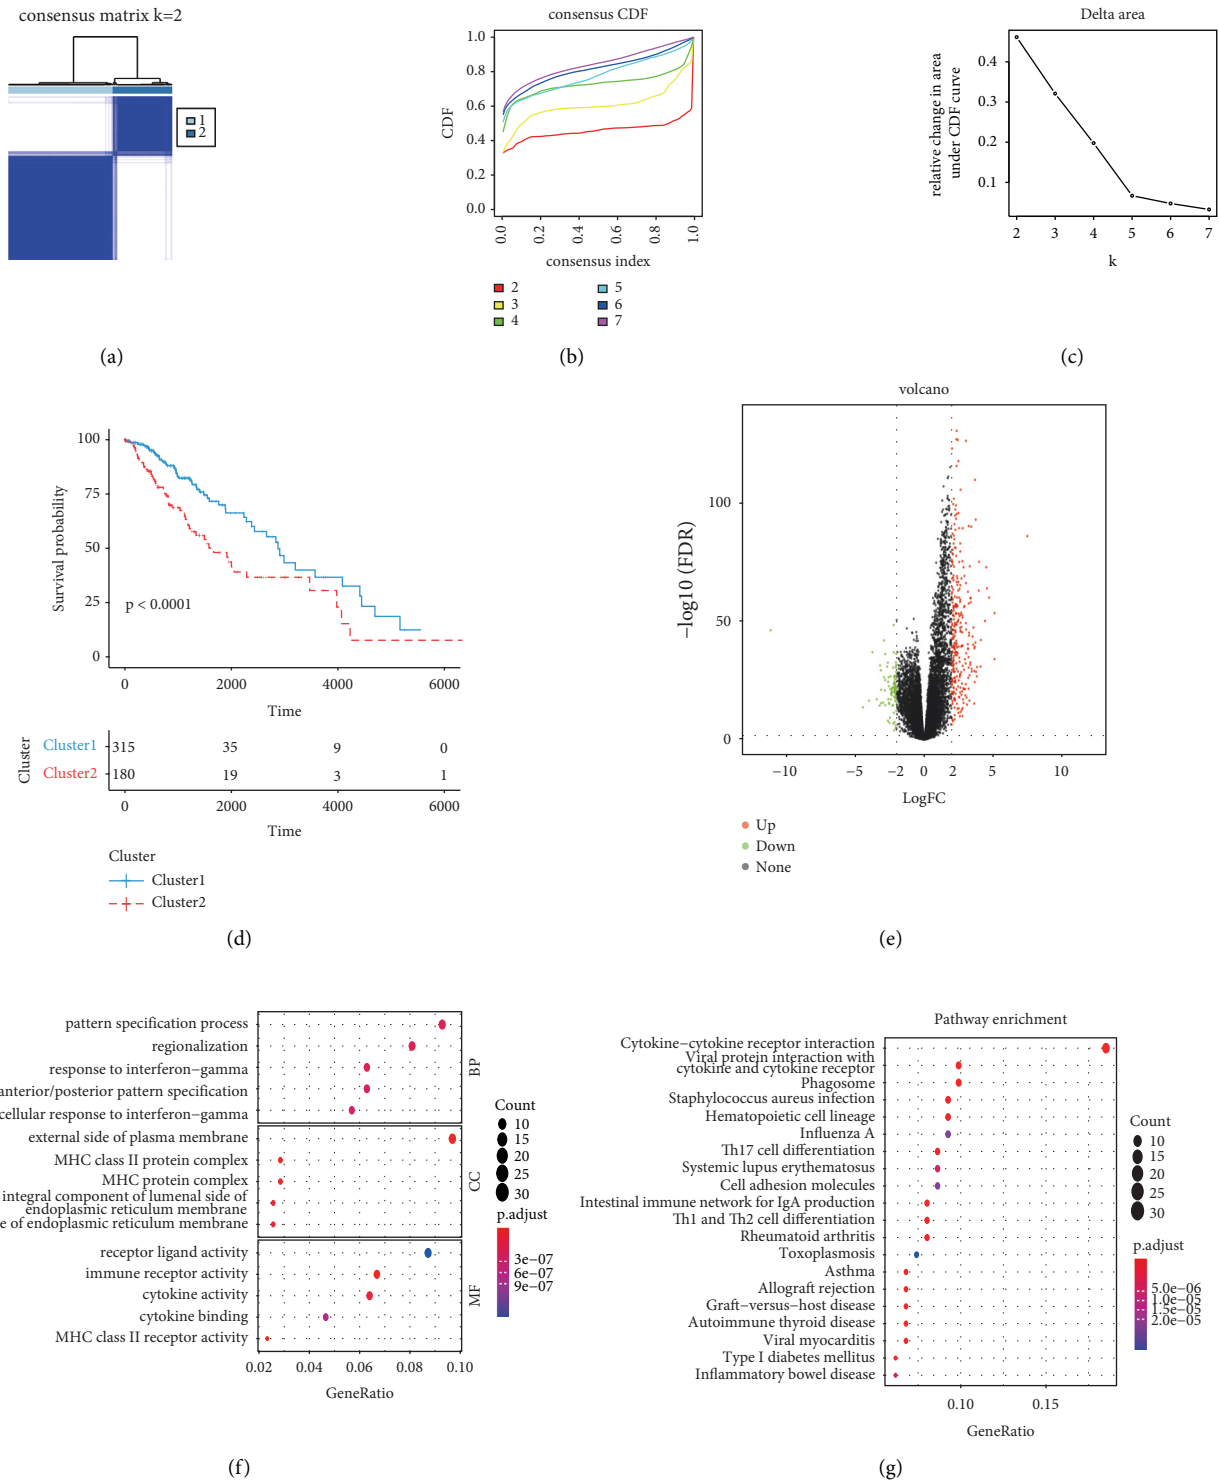 consensus matrix k=2
1
2
(a)
consensus CDF
1.0
0.8
0.6
0.4
0.2
0.0
CDF
0.0 0.2 0.4 0.6 0.8 1.0
consensus index
2 5
3 6
4 7
(b)
Delta area
relative change in area
under CDF curve
0.4
0.3
0.2
0.1
2 3 4 5 6 7
k
(c)
Survival probability
100
75
50
25
0
p < 0.0001
0 2000 4000 6000
Time
Cluster
Cluster1 315 35 9 0
Cluster2 180 19 3 1
0 2000 4000 6000
Time
Cluster
Cluster1
Cluster2
(d)
volcano
−log10 (FDR)
100
50
0
−10 −5 −2 0 2 5 10
LogFC
Up
Down
None
(e)
pattern specification process
regionalization
response to interferon−gamma
anterior/posterior pattern specification
cellular response to interferon−gamma
BP
external side of plasma membrane
MHC class II protein complex
MHC protein complex
integral component of lumenal side of
endoplasmic reticulum membrane
e of endoplasmic reticulum membrane
CC
receptor ligand activity
immune receptor activity
cytokine activity
cytokine binding
MHC class II receptor activity
MF
0.02 0.04 0.06 0.08 0.10
GeneRatio
Count
10
15
20
25
30
p.adjust
3e−07
6e−07
9e−07
(f)
Pathway enrichment
Cytokine−cytokine receptor interaction
Viral protein interaction with
cytokine and cytokine receptor
Phagosome
Staphylococcus aureus infection
Hematopoietic cell lineage
Influenza A
Th17 cell differentiation
Systemic lupus erythematosus
Cell adhesion molecules
Intestinal immune network for IgA production
Th1 and Th2 cell differentiation
Rheumatoid arthritis
Toxoplasmosis
Asthma
Allograft rejection
Graft−versus−host disease
Autoimmune thyroid disease
Viral myocarditis
Type I diabetes mellitus
Inflammatory bowel disease
0.10 0.15
GeneRatio
Count
10
15
20
25
30
p.adjust
5.0e−06
1.0e−05
1.5e−05
2.0e−05
(g)